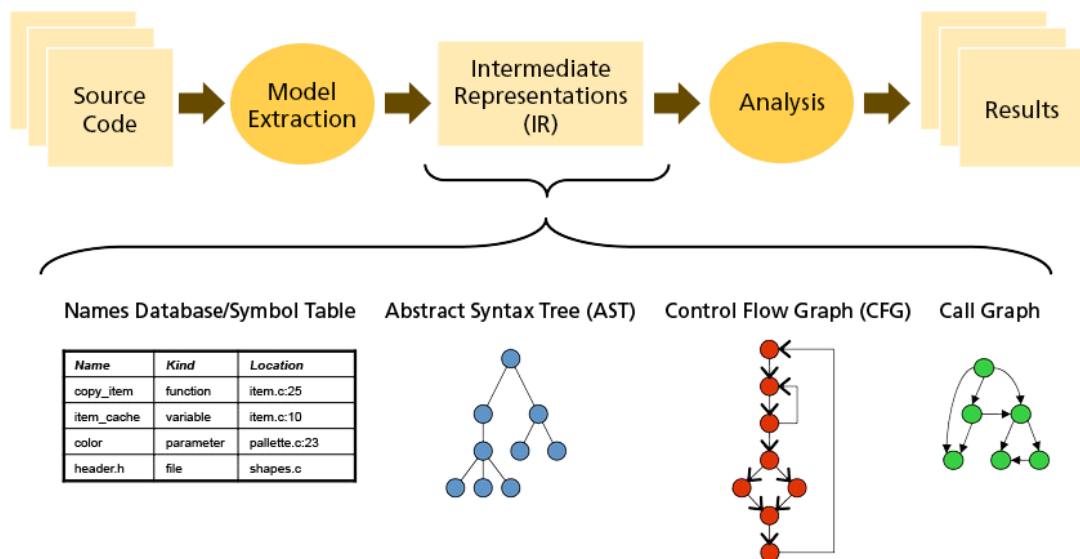 Source
Code
Model
Extraction
Intermediate
Representations
(IR)
Analysis
Results
Names Database/Symbol Table
Abstract Syntax Tree (AST)
Control Flow Graph (CFG)
Call Graph
Name Kind Location
copy_item function item.c:25
item_cache variable item.c:10
color parameter pallette.c:23
header.h file shapes.c